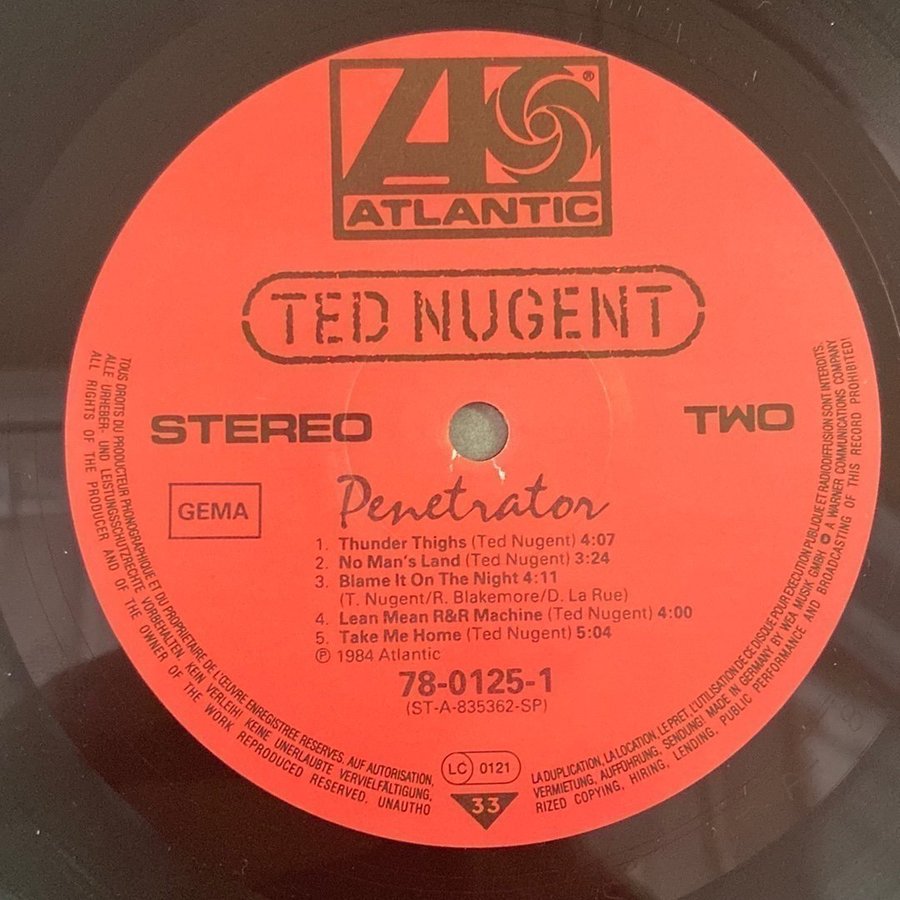 ATLANTIC
®
TED NUGENT
STEREO
TWO
GEMA
Penetrator
1. Thunder Thighs (Ted Nugent) 4:07
2. No Man's Land (Ted Nugent) 3:24
3. Blame It On The Night 4:11
(T. Nugent/R. Blakemore/D. La Rue)
4. Lean Mean R&R Machine (Ted Nugent) 4:00
5. Take Me Home (Ted Nugent) 5:04
℗ 1984 Atlantic
78-0125-1
(ST-A-835362-SP)
LC 0121
33
TOUS DROITS DU PRODUCTEUR PHONOGRAPHIQUE ET DU PROPRIETAIRE DE L'ŒUVRE ENREGISTREE RESERVES. AUF AUTORISATION, LA DUPLICATION, LA LOCATION, LE PRET, L'UTILISATION DE CE DISQUE POUR EXECUTION PUBLIQUE ET RADIODIFFUSION SONT INTERDITS.
ALLE URHEBER- UND LEISTUNGSSCHUTZRECHTE VORBEHALTEN. KEIN VERLEIH! KEINE UNERLAUBTE VERVIELFÄLTIGUNG, VERMIETUNG, AUFFÜHRUNG, SENDUNG! MADE IN GERMANY BY WEA MUSIK GMBH A WARNER COMMUNICATIONS COMPANY
ALL RIGHTS OF THE PRODUCER AND OF THE OWNER OF THE WORK REPRODUCED RESERVED. UNAUTHORIZED COPYING, HIRING, LENDING, PUBLIC PERFORMANCE AND BROADCASTING OF THIS RECORD PROHIBITED!